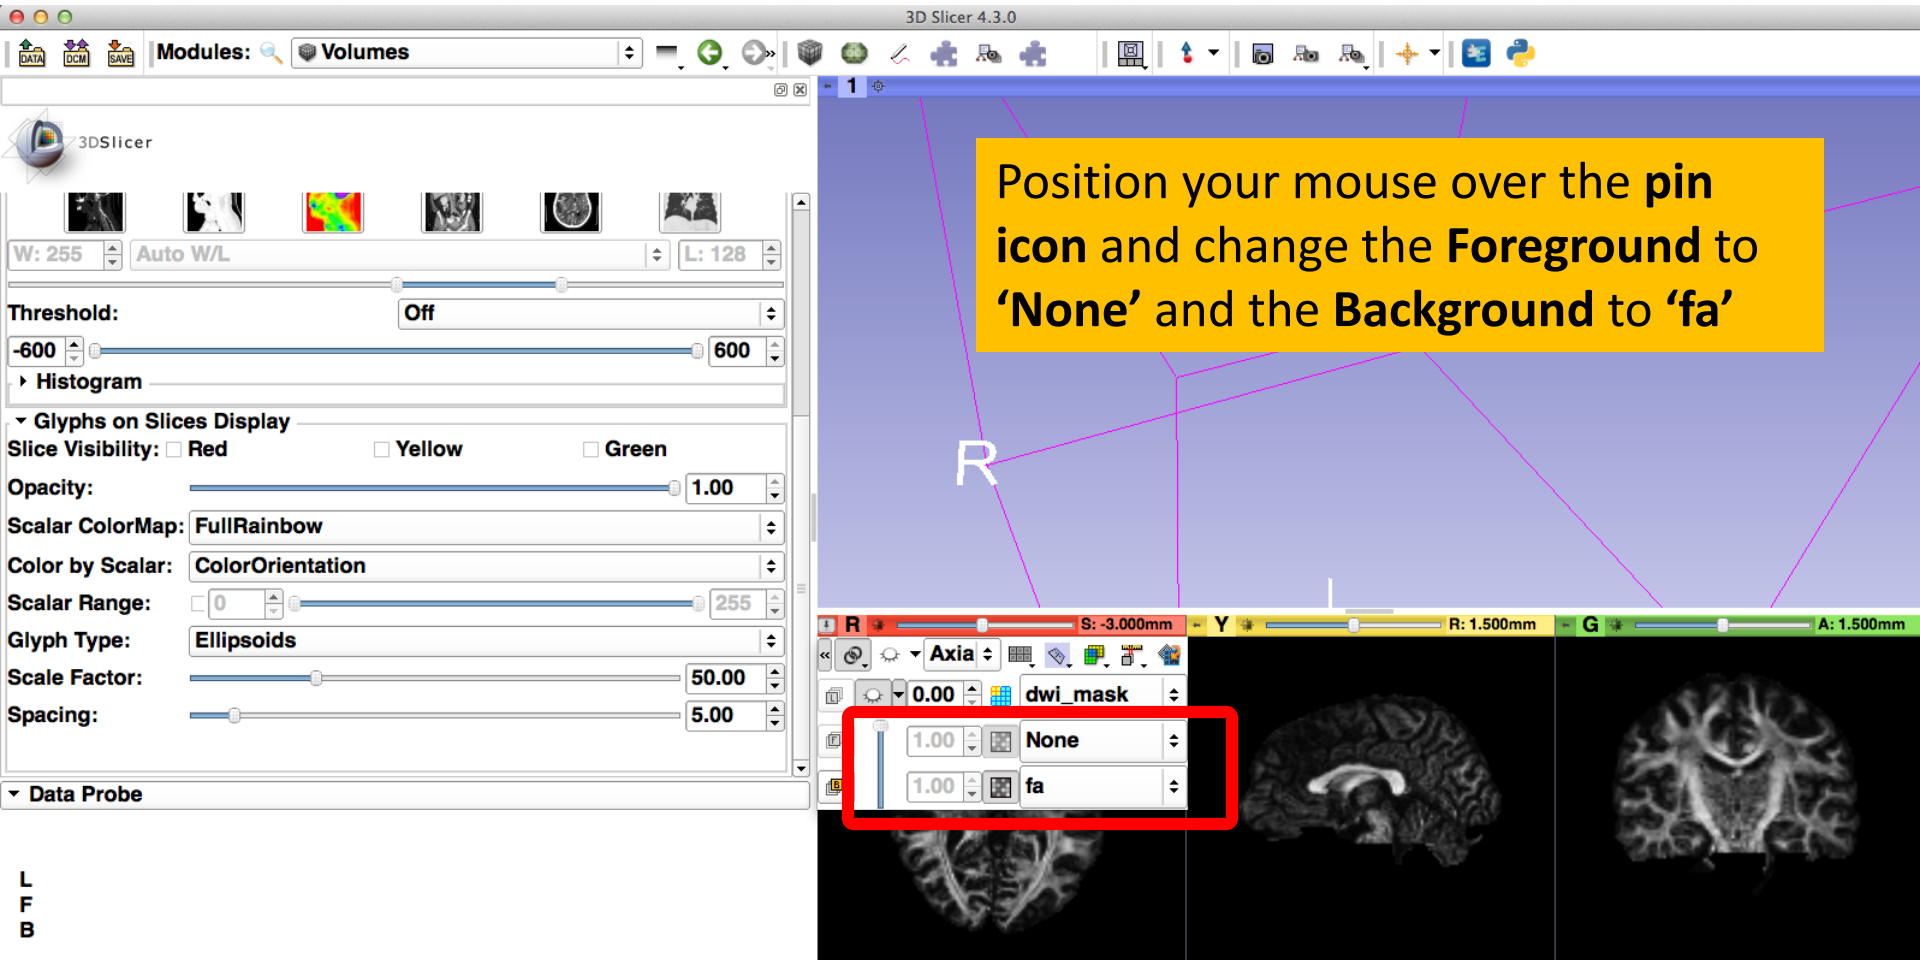 3D Slicer 4.3.0
DATA DCM SAVE Modules: Volumes
1
3DSlicer
Position your mouse over the pin
icon and change the Foreground to
‘None’ and the Background to ‘fa’
W: 255 Auto W/L L: 128
Threshold: Off
-600 600
Histogram
Glyphs on Slices Display
Slice Visibility: Red Yellow Green
Opacity: 1.00
Scalar ColorMap: FullRainbow
Color by Scalar: ColorOrientation
Scalar Range: 0 255
Glyph Type: Ellipsoids
Scale Factor: 50.00
Spacing: 5.00
Data Probe
L
F
B
R
R S: -3.000mm Y R: 1.500mm G A: 1.500mm
Axia
L 0.00 dwi_mask
F 1.00 None
B 1.00 fa